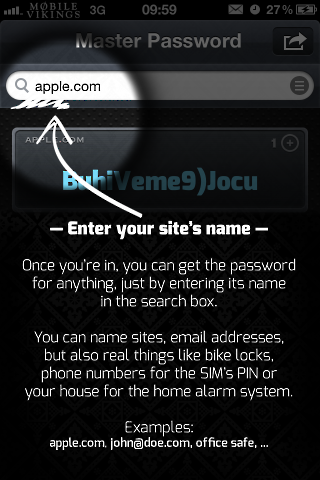 MOBILE
VIKINGS 3G 09:59 27%
Master Password
apple.com
APPLE.COM 1
BuhiVeme9)Jocu
— Enter your site's name —
Once you're in, you can get the password
for anything, just by entering its name
in the search box.
You can name sites, email addresses,
but also real things like bike locks,
phone numbers for the SIM's PIN or
your house for the home alarm system.
Examples:
apple.com, john@doe.com, office safe, ...